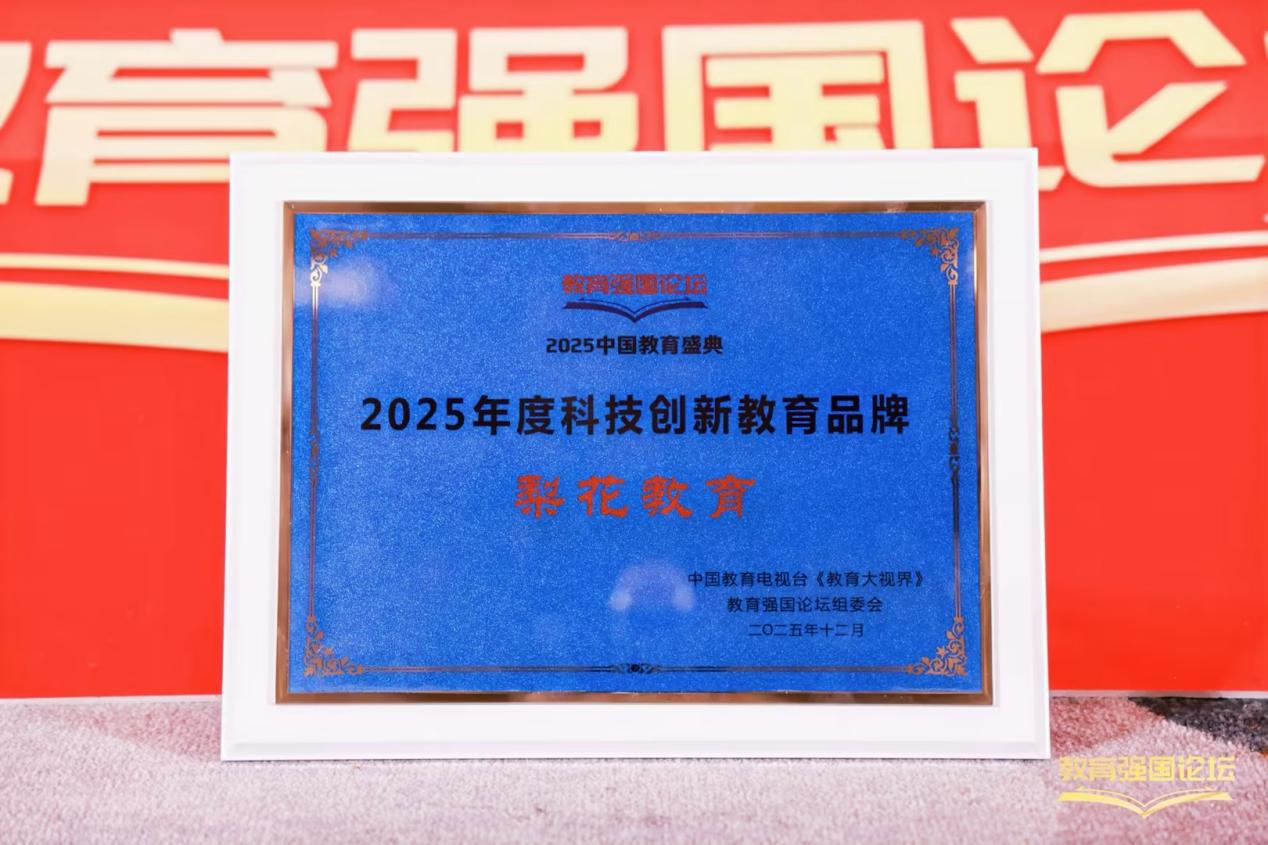 教育强国论坛
教育强国论坛
2025中国教育盛典
2025年度科技创新教育品牌
梨花教育
中国教育电视台《教育大视界》
教育强国论坛组委会
二〇二五年十二月
教育强国论坛